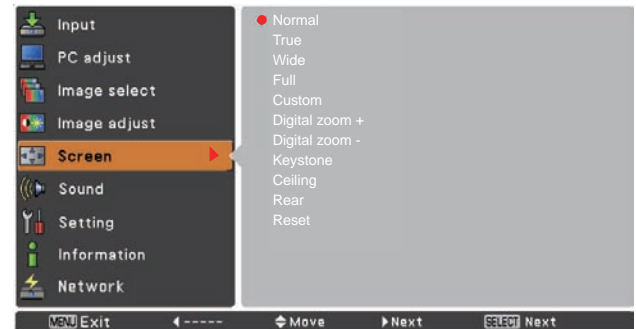 Input
PC adjust
Image select
Image adjust
Screen
Sound
Setting
Information
Network
Normal
True
Wide
Full
Custom
Digital zoom +
Digital zoom -
Keystone
Ceiling
Rear
Reset
MENU Exit ----- Move Next SELECT Next